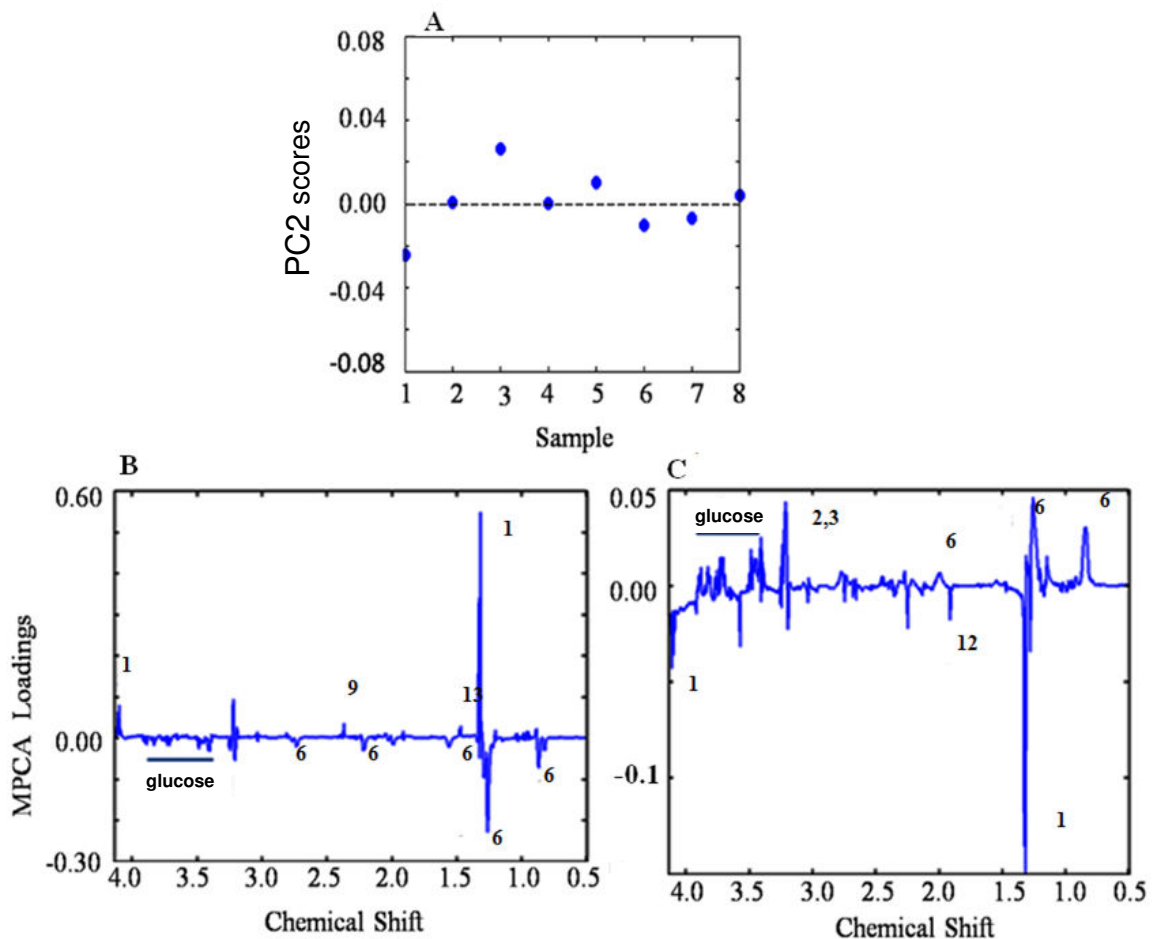 A
0.08
0.04
0.00
-0.04
-0.08
PC2 scores
1 2 3 4 5 6 7 8
Sample
B
0.60
0.00
-0.30
MPCA Loadings
1
1
9
13
6
6
6
6
6
glucose
4.0 3.5 3.0 2.5 2.0 1.5 1.0 0.5
Chemical Shift
C
0.05
0.00
-0.1
glucose
2,3
6
6
6
12
1
1
4.0 3.5 3.0 2.5 2.0 1.5 1.0 0.5
Chemical Shift